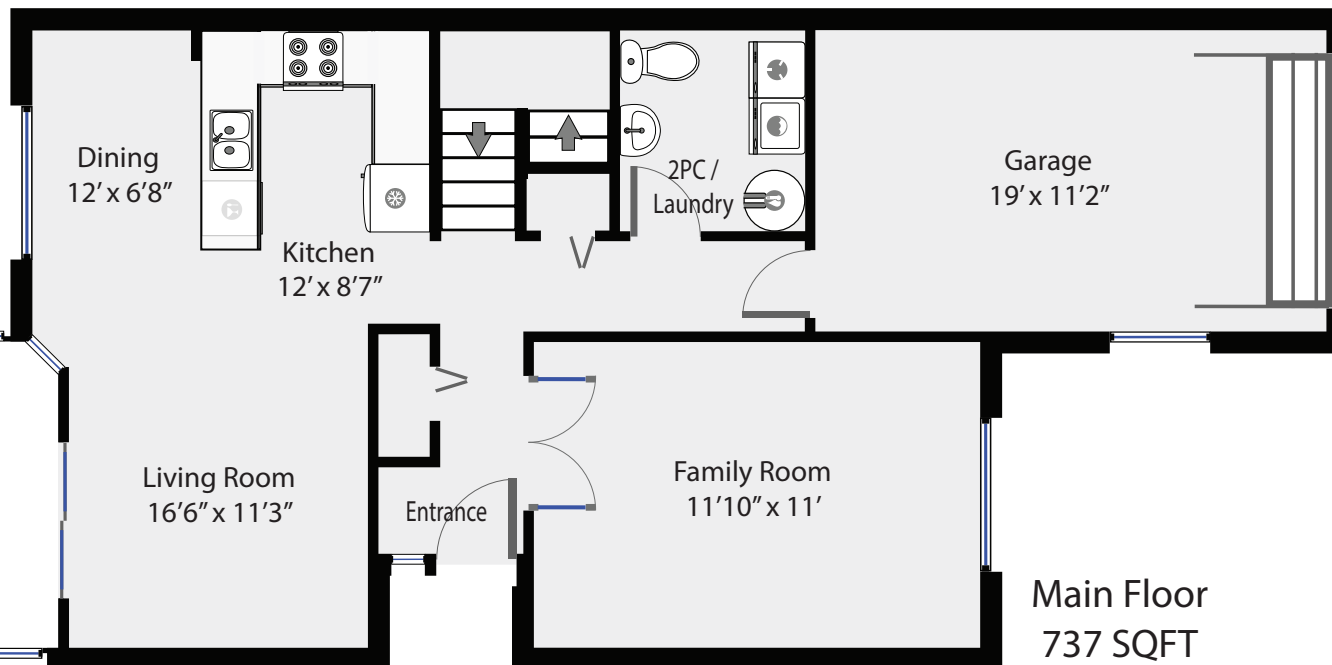 Dining
12’ x 6’8”
Kitchen
12’ x 8’7”
2PC /
Laundry
Garage
19’ x 11’2”
Living Room
16’6” x 11’3”
Entrance
Family Room
11’10” x 11’
Main Floor
737 SQFT